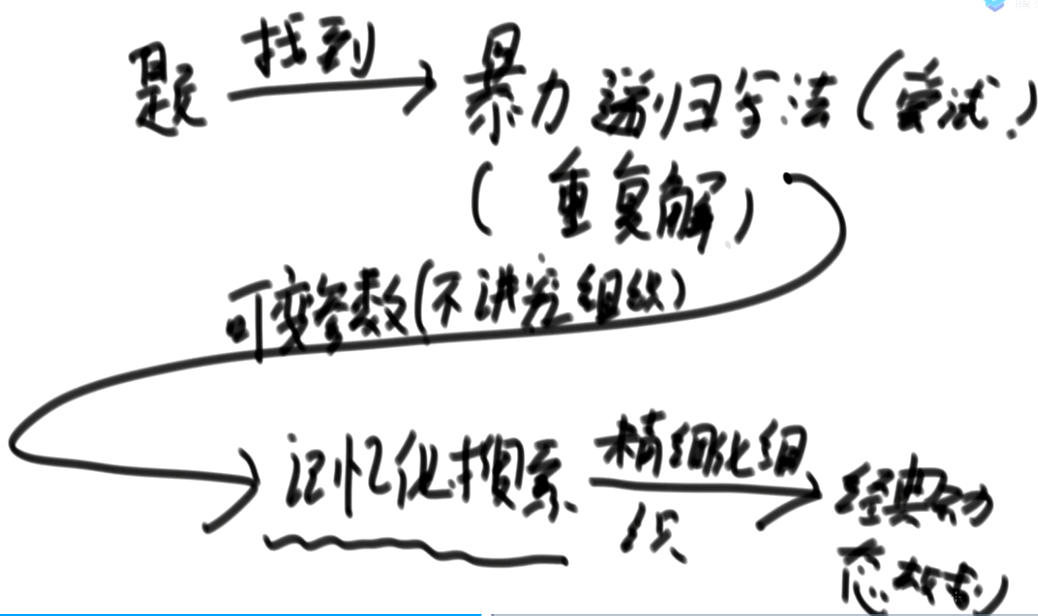 题 找到 暴力递归写法(尝试)
(重复解)
可变参数(不讲究组织)
记忆化搜索 精细化组
织
经典动
态规划